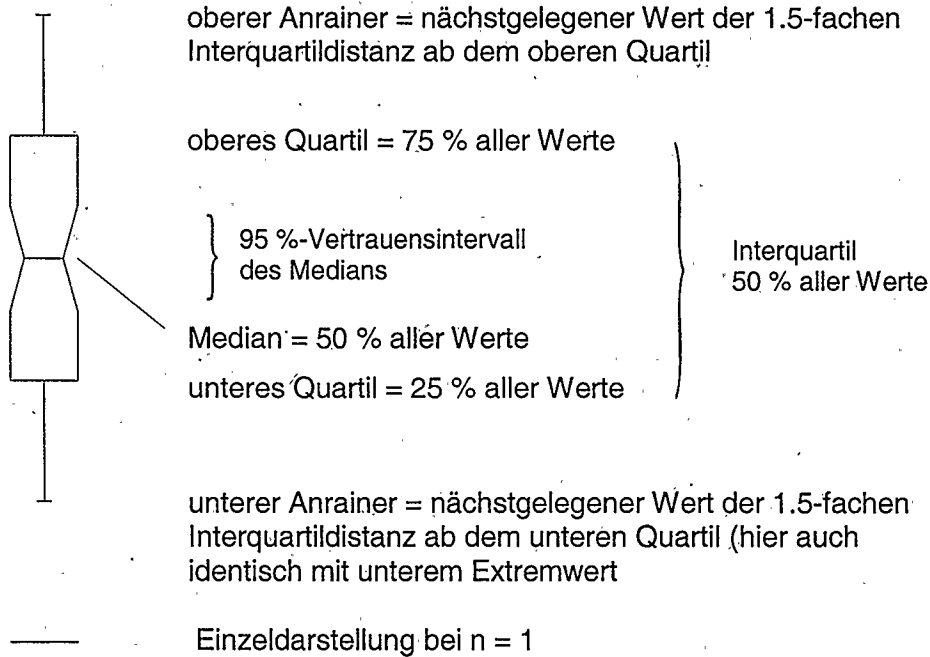 oberer Anrainer = nächstgelegener Wert der 1.5-fachen
Interquartildistanz ab dem oberen Quartil
oberes Quartil = 75 % aller Werte
95 %-Vertrauensintervall
des Medians
Interquartil
50 % aller Werte
Median = 50 % aller Werte
unteres Quartil = 25 % aller Werte
unterer Anrainer = nächstgelegener Wert der 1.5-fachen
Interquartildistanz ab dem unteren Quartil (hier auch
identisch mit unterem Extremwert
Einzeldarstellung bei n = 1